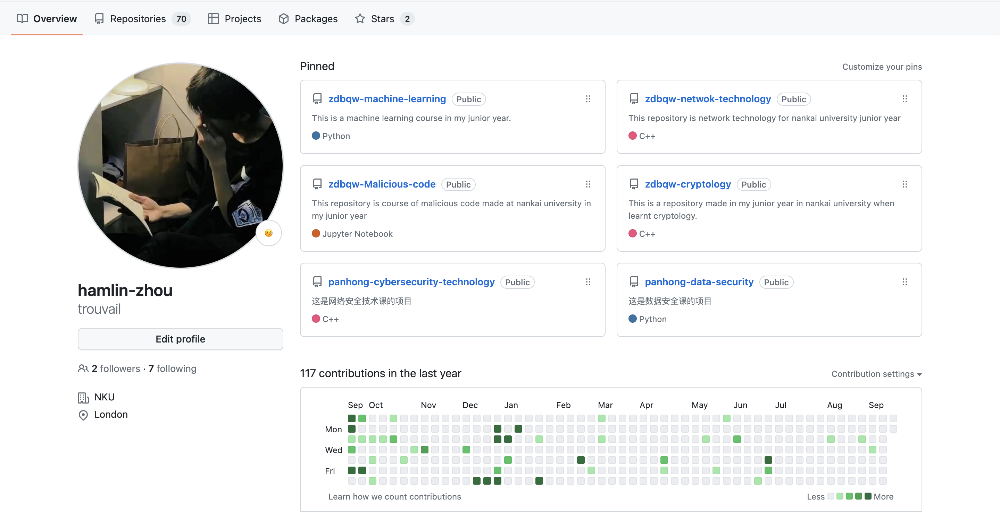 Overview Repositories 70 Projects Packages Stars 2
hamlin-zhou
trouvail
Edit profile
2 followers · 7 following
NKU
London
Pinned
Customize your pins
zdbqw-machine-learning Public
This is a machine learning course in my junior year.
Python
zdbqw-netwok-technology Public
This repository is network technology for nankai university junior year
C++
zdbqw-Malicious-code Public
This repository is course of malicious code made at nankai university in
my junior year
Jupyter Notebook
zdbqw-cryptology Public
This is a repository made in my junior year in nankai university when
learnt cryptology.
C++
panhong-cybersecurity-technology Public
这是网络安全技术课的项目
C++
panhong-data-security Public
这是数据安全课的项目
Python
117 contributions in the last year
Contribution settings
Sep Oct Nov Dec Jan Feb Mar Apr May Jun Jul Aug Sep
Mon
Wed
Fri
Learn how we count contributions
Less More